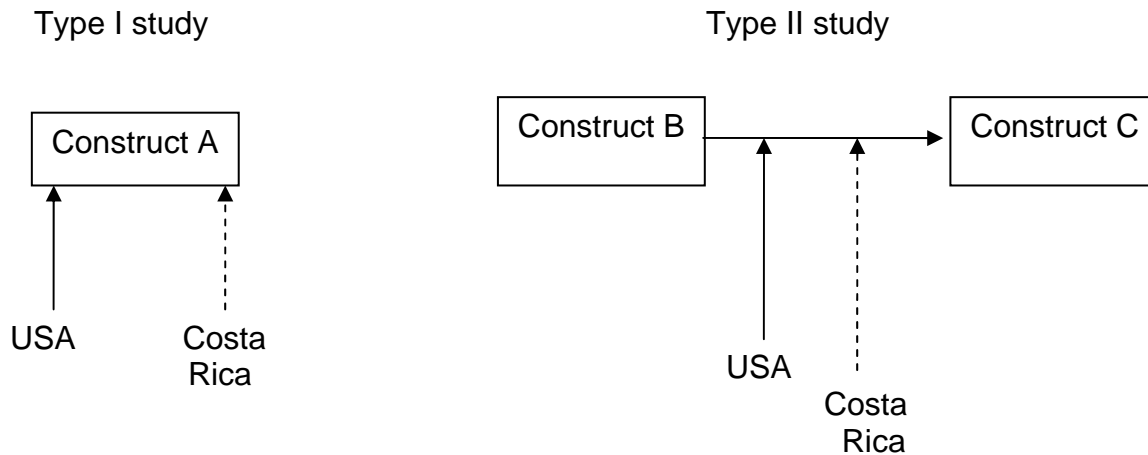 Type I study
Type II study
Construct A
Construct B
Construct C
USA
Costa
Rica
USA
Costa
Rica